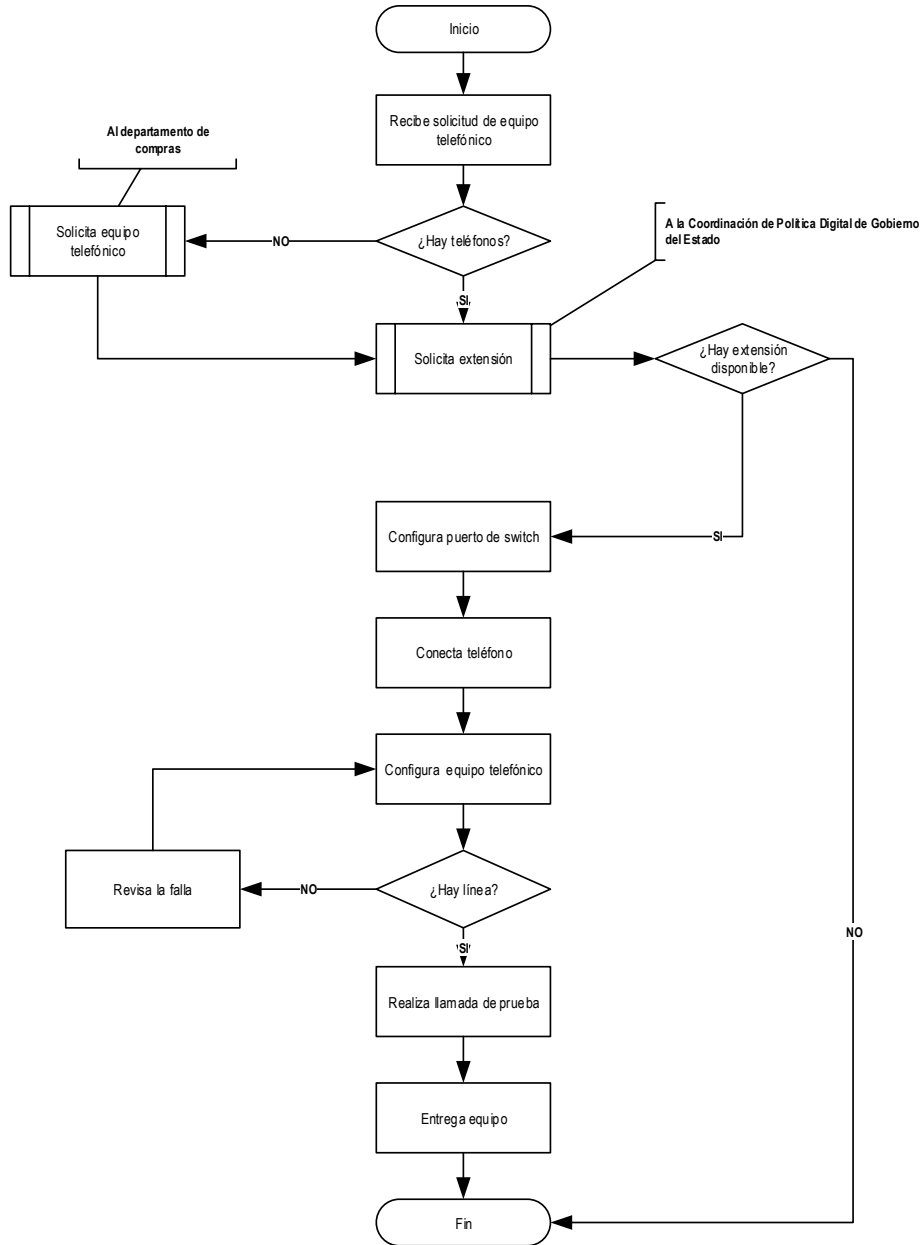 Inicio
Recibe solicitud de equipo
telefónico
Al departamento de
compras
Solicita equipo
telefónico
NO
¿Hay teléfonos?
A la Coordinación de Política Digital de Gobierno
del Estado
SI
Solicita extensión
¿Hay extensión
disponible?
Configura puerto de switch
SI
Conecta teléfono
Configura equipo telefónico
Revisa la falla
NO
¿Hay línea?
NO
SI
Realiza llamada de prueba
Entrega equipo
Fin